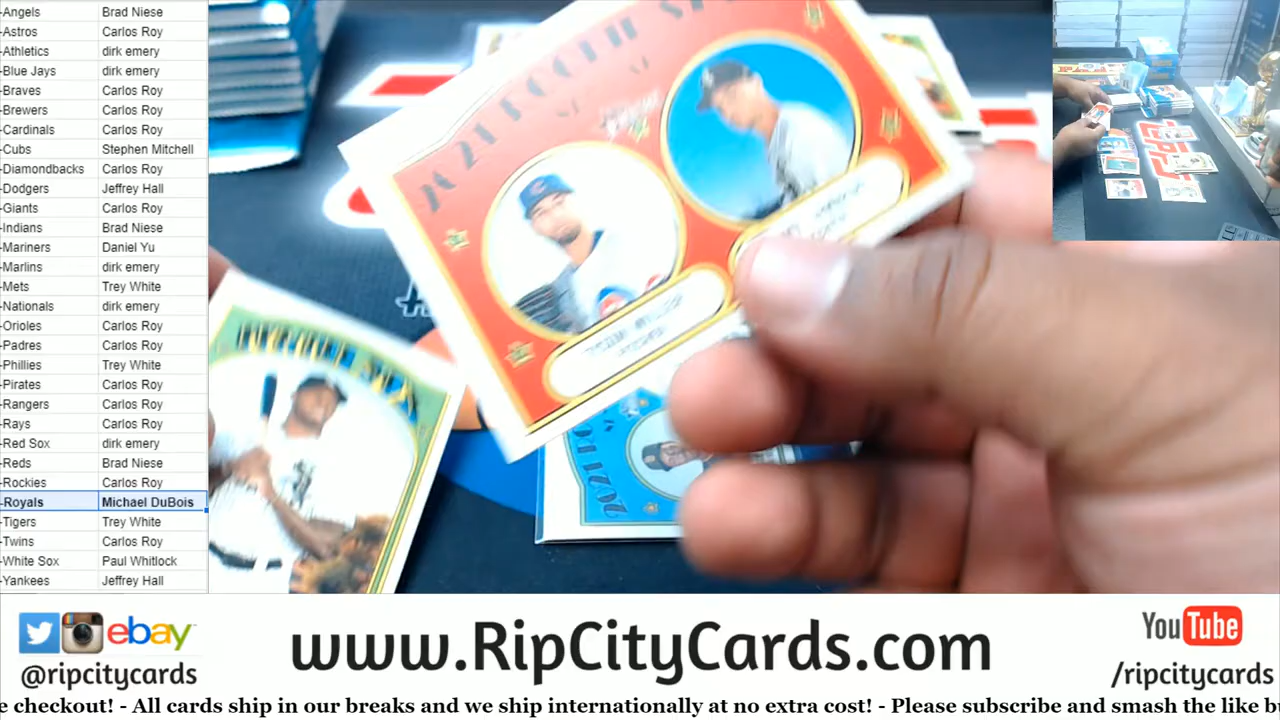 -Angels Brad Niese
-Astros Carlos Roy
-Athletics dirk emery
-Blue Jays dirk emery
-Braves Carlos Roy
-Brewers Carlos Roy
-Cardinals Carlos Roy
-Cubs Stephen Mitchell
-Diamondbacks Carlos Roy
-Dodgers Jeffrey Hall
-Giants Carlos Roy
-Indians Brad Niese
-Mariners Daniel Yu
-Marlins dirk emery
-Mets Trey White
-Nationals dirk emery
-Orioles Carlos Roy
-Padres Carlos Roy
-Phillies Trey White
-Pirates Carlos Roy
-Rangers Carlos Roy
-Rays Carlos Roy
-Red Sox dirk emery
-Reds Brad Niese
-Rockies Carlos Roy
-Royals Michael DuBois
-Tigers Trey White
-Twins Carlos Roy
-White Sox Paul Whitlock
-Yankees Jeffrey Hall
ebay
@ripcitycards
www.RipCityCards.com
YouTube
/ripcitycards
e checkout! - All cards ship in our breaks and we ship internationally at no extra cost! - Please subscribe and smash the like